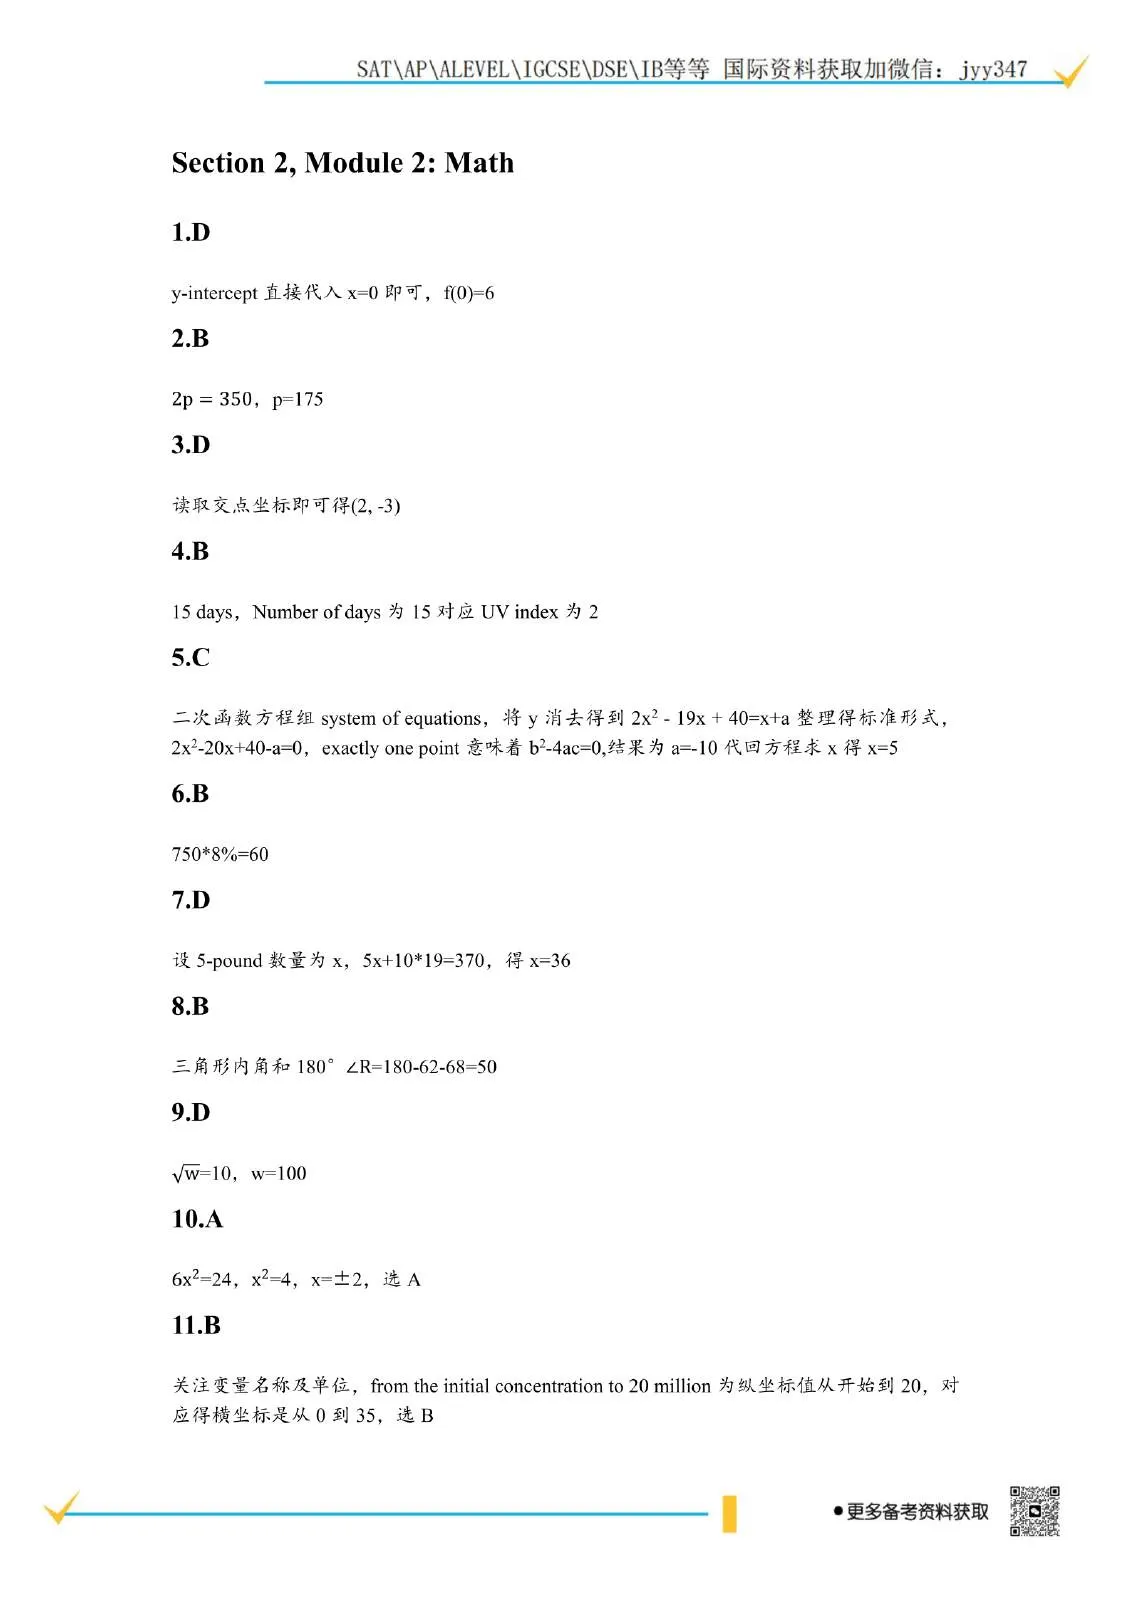 SAT\AP\ALEVEL\IGCSE\DSE\IB等等 国际资料获取加微信：jyy347
Section 2, Module 2: Math
1.D
y-intercept 直接代入 x=0 即可，f(0)=6
2.B
2p = 350，p=175
3.D
读取交点坐标即可得(2, -3)
4.B
15 days，Number of days 为 15 对应 UV index 为 2
5.C
二次函数方程组 system of equations，将 y 消去得到 2x² - 19x + 40=x+a 整理得标准形式，
2x²-20x+40-a=0，exactly one point 意味着 b²-4ac=0,结果为 a=-10 代回方程求 x 得 x=5
6.B
750*8%=60
7.D
设 5-pound 数量为 x，5x+10*19=370，得 x=36
8.B
三角形内角和 180° ∠R=180-62-68=50
9.D
√w=10，w=100
10.A
6x²=24，x²=4，x=±2，选 A
11.B
关注变量名称及单位，from the initial concentration to 20 million 为纵坐标值从开始到 20，对
应得横坐标是从 0 到 35，选 B
●更多备考资料获取